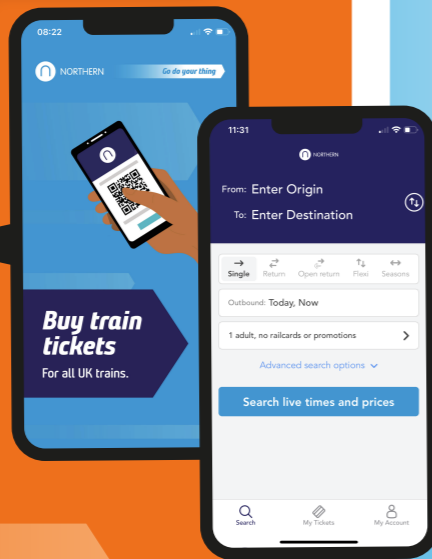 08:22
NORTHERN
Go do your thing
Buy train
tickets
For all UK trains.
11:31
NORTHERN
From: Enter Origin
To: Enter Destination
Single Return Open return Flexi Seasons
Outbound: Today, Now
1 adult, no railcards or promotions
Advanced search options
Search live times and prices
Search My Tickets My Account